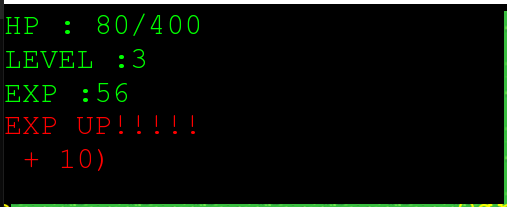 HP : 80/400
LEVEL :3
EXP :56
EXP UP!!!!!
+ 10)